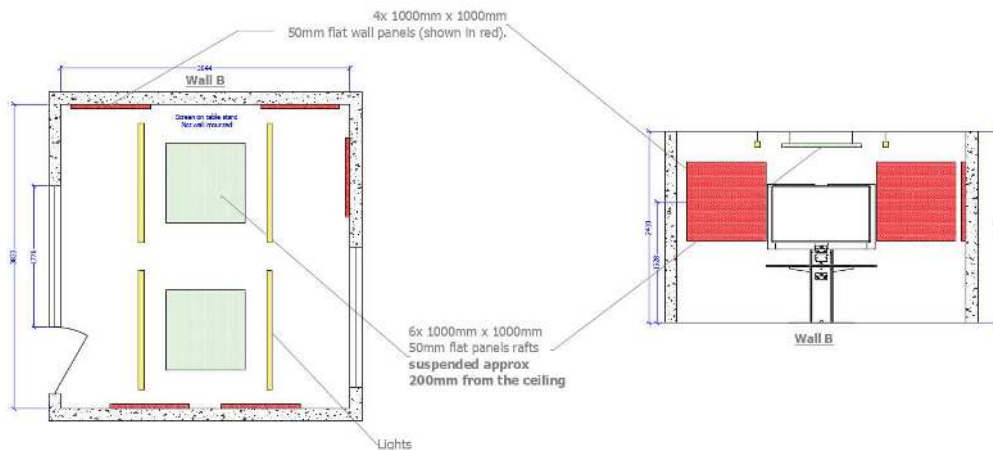 4x 1000mm x 1000mm
50mm flat wall panels (shown in red).
Wall B
Screen on table stand
Not wall mounted
6x 1000mm x 1000mm
50mm flat panels rafts
suspended approx
200mm from the ceiling
Wall B
Lights